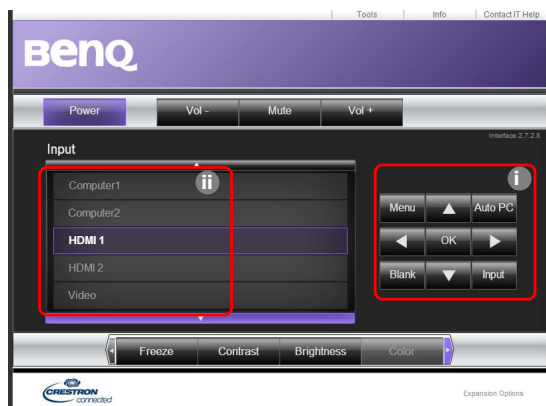 Tools Info Contact IT Help
BenQ
Power Vol - Mute Vol +
Interface 2.7.2.8
Input
ii
i
Computer1
Computer2
HDMI 1
HDMI 2
Video
Menu Auto PC
OK
Blank Input
Freeze Contrast Brightness Color
CRESTRON
connected
Expansion Options